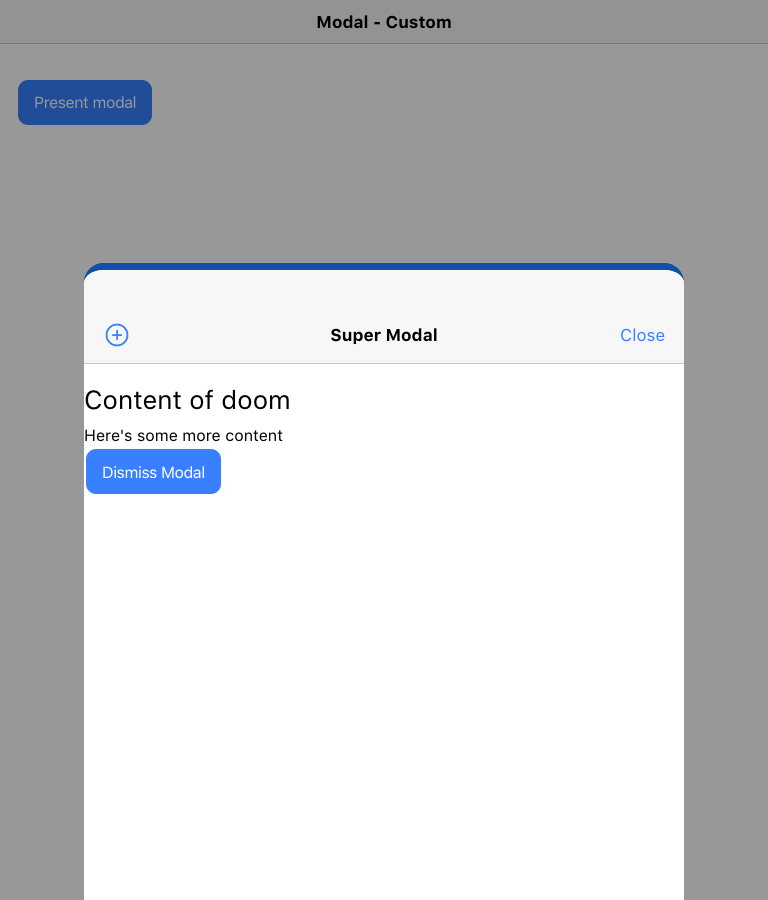 Modal - Custom
Present modal
Super Modal
Close
Content of doom
Here's some more content
Dismiss Modal